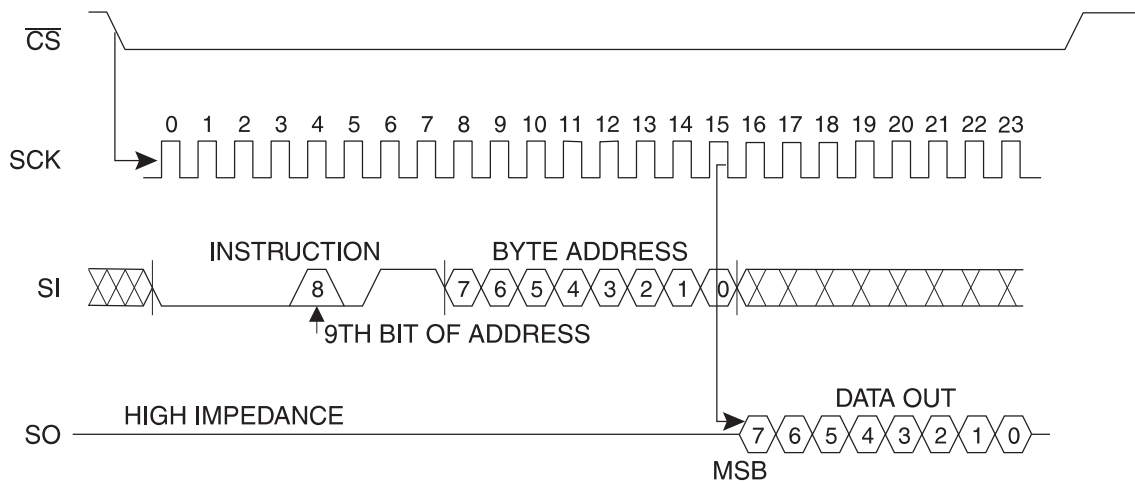 CS
0 1 2 3 4 5 6 7 8 9 10 11 12 13 14 15 16 17 18 19 20 21 22 23
SCK
INSTRUCTION BYTE ADDRESS
SI 8 7 6 5 4 3 2 1 0
9TH BIT OF ADDRESS
HIGH IMPEDANCE DATA OUT
SO 7 6 5 4 3 2 1 0
MSB